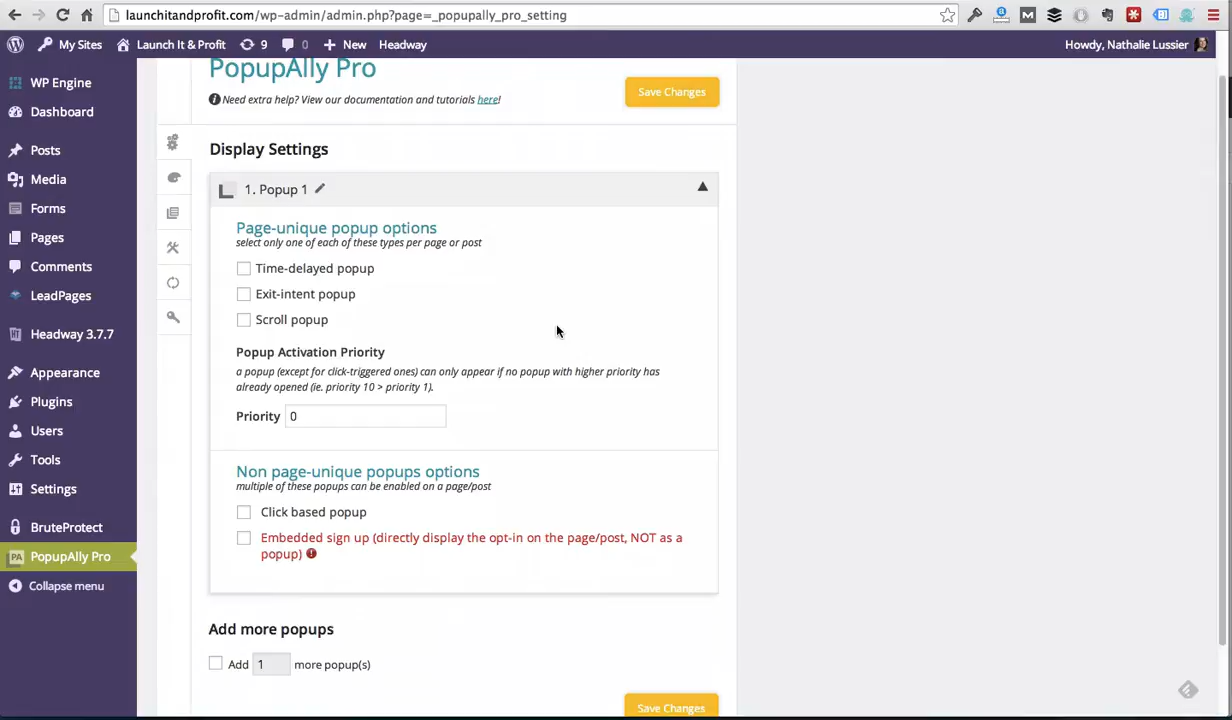 launchitandprofit.com/wp-admin/admin.php?page=_popupally_pro_setting
My Sites
Launch It & Profit
9
0
New
Headway
Howdy, Nathalie Lussier
WP Engine
Dashboard
Posts
Media
Forms
Pages
Comments
LeadPages
Headway 3.7.7
Appearance
Plugins
Users
Tools
Settings
BruteProtect
PA PopupAlly Pro
Collapse menu
PopupAlly Pro
Need extra help? View our documentation and tutorials here!
Save Changes
Display Settings
1. Popup 1
Page-unique popup options
select only one of each of these types per page or post
Time-delayed popup
Exit-intent popup
Scroll popup
Popup Activation Priority
a popup (except for click-triggered ones) can only appear if no popup with higher priority has
already opened (ie. priority 10 > priority 1).
Priority 0
Non page-unique popups options
multiple of these popups can be enabled on a page/post
Click based popup
Embedded sign up (directly display the opt-in on the page/post, NOT as a
popup)
Add more popups
Add 1 more popup(s)
Save Changes